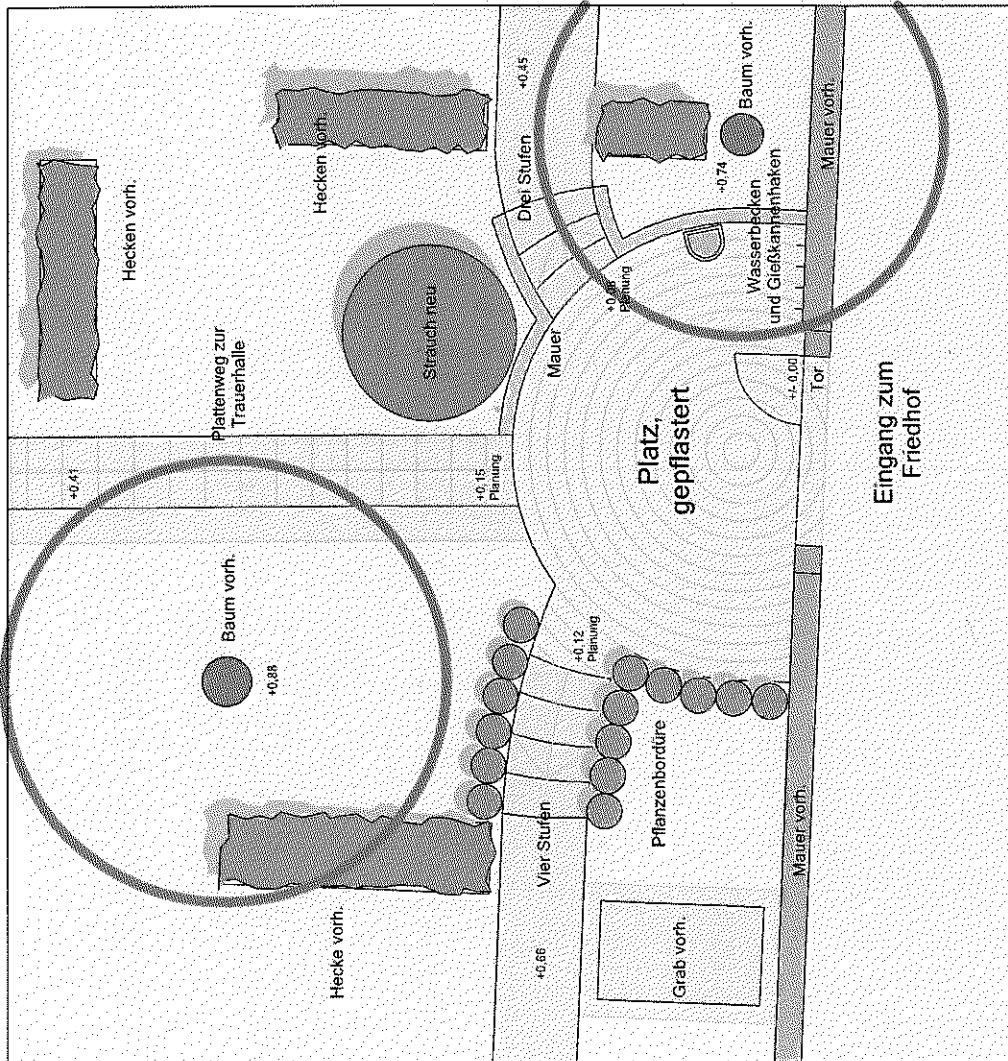 Hecken vorh.
Hecken vorh.
+0,45
Baum vorh.
Mauer vorh.
+0,74
Drei Stufen
Wasserbecken
und Gießkannenhaken
Planung
Strauch neu
Mauer
Plattenweg zur
Trauerhalle
+/- 0,00
Tor
+0,41
+0,15
Planung
Platz,
gepflastert
Eingang zum
Friedhof
Baum vorh.
+0,88
+0,12
Planung
Pflanzenbordüre
Vier Stufen
Mauer vorh.
Hecke vorh.
+0,66
Grab vorh.